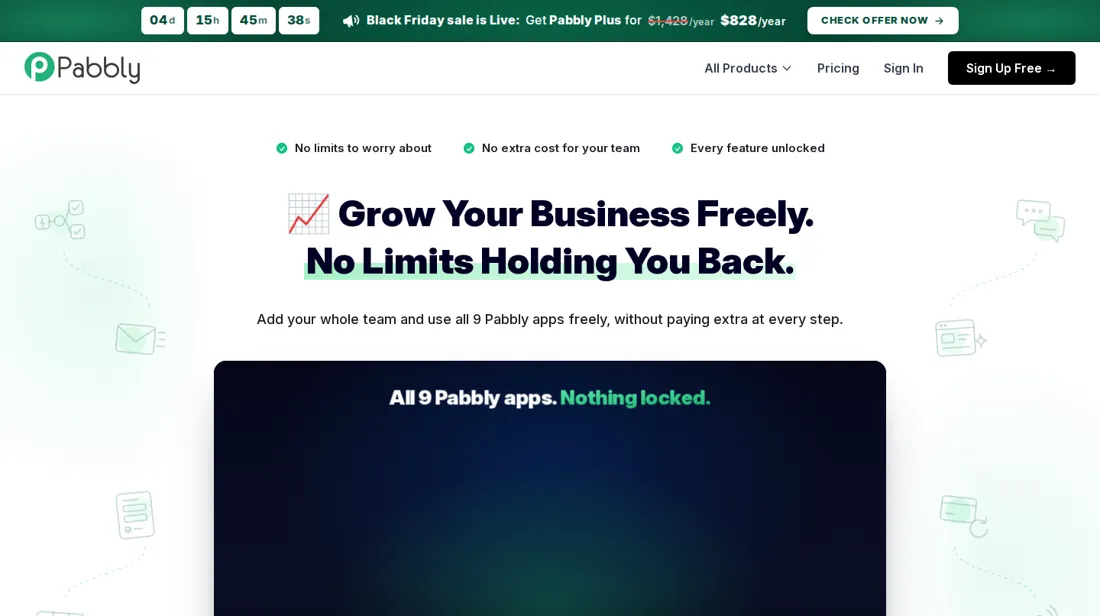 04d 15h 45m 38s Black Friday sale is Live: Get Pabbly Plus for $1,428/year $828/year CHECK OFFER NOW →
Pabbly All Products Pricing Sign In Sign Up Free →
No limits to worry about No extra cost for your team Every feature unlocked
📈 Grow Your Business Freely.
No Limits Holding You Back.
Add your whole team and use all 9 Pabbly apps freely, without paying extra at every step.
All 9 Pabbly apps. Nothing locked.